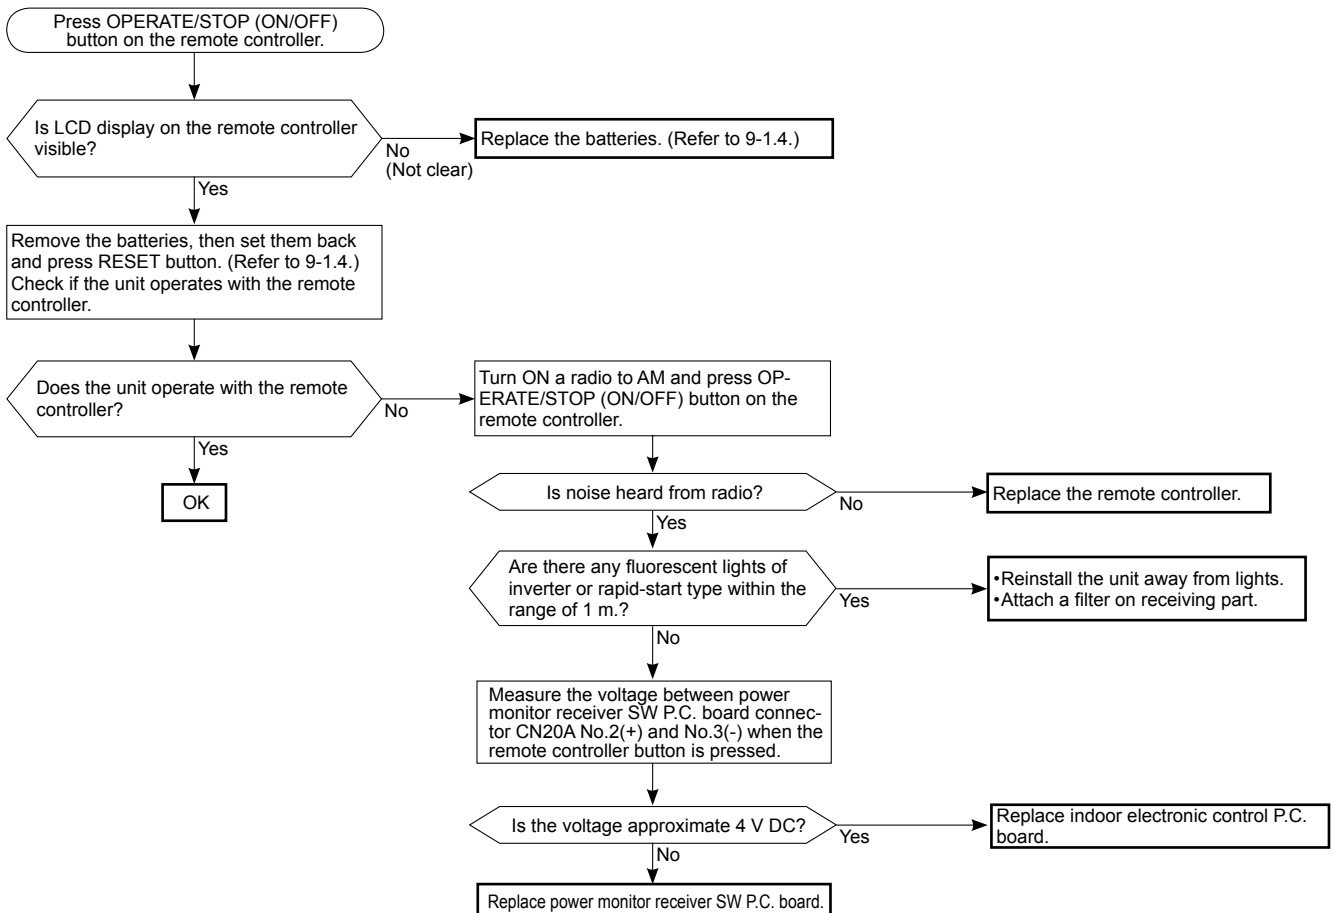 Press OPERATE/STOP (ON/OFF)
button on the remote controller.
Is LCD display on the remote controller
visible?
No
(Not clear)
Replace the batteries. (Refer to 9-1.4.)
Yes
Remove the batteries, then set them back
and press RESET button. (Refer to 9-1.4.)
Check if the unit operates with the remote
controller.
Does the unit operate with the remote
controller?
No
Yes
OK
Turn ON a radio to AM and press OP-
ERATE/STOP (ON/OFF) button on the
remote controller.
Is noise heard from radio?
No
Replace the remote controller.
Yes
Are there any fluorescent lights of
inverter or rapid-start type within the
range of 1 m.?
Yes
•Reinstall the unit away from lights.
•Attach a filter on receiving part.
No
Measure the voltage between power
monitor receiver SW P.C. board connec-
tor CN20A No.2(+) and No.3(-) when the
remote controller button is pressed.
Is the voltage approximate 4 V DC?
Yes
Replace indoor electronic control P.C.
board.
No
Replace power monitor receiver SW P.C. board.